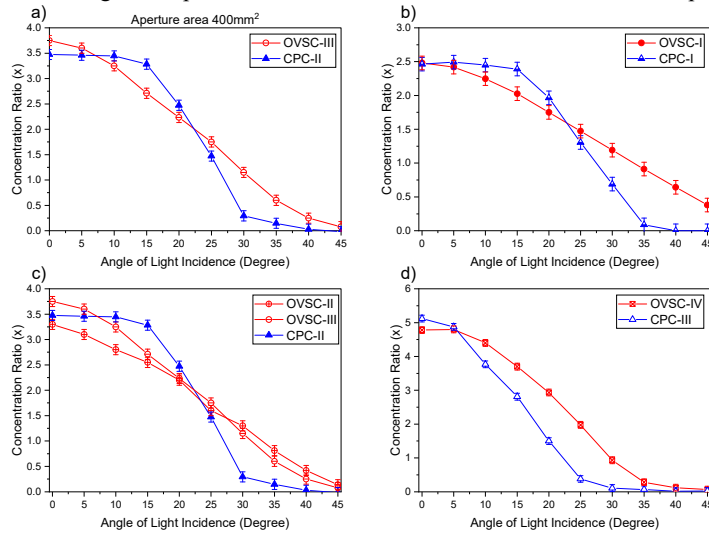 a)
Aperture area 400mm²
OVSC-III
CPC-II
Concentration Ratio (x)
4.0
3.5
3.0
2.5
2.0
1.5
1.0
0.5
0.0
0 5 10 15 20 25 30 35 40 45
Angle of Light Incidence (Degree)
b)
OVSC-I
CPC-I
Concentration Ratio (x)
3.0
2.5
2.0
1.5
1.0
0.5
0.0
0 5 10 15 20 25 30 35 40 45
Angle of Light Incidence (Degree)
c)
OVSC-II
OVSC-III
CPC-II
Concentration Ratio (x)
4.0
3.5
3.0
2.5
2.0
1.5
1.0
0.5
0.0
0 5 10 15 20 25 30 35 40 45
Angle of Light Incidence (Degree)
d)
OVSC-IV
CPC-III
Concentration Ratio (x)
6
5
4
3
2
1
0
0 5 10 15 20 25 30 35 40 45
Angle of Light Incidence (Degree)